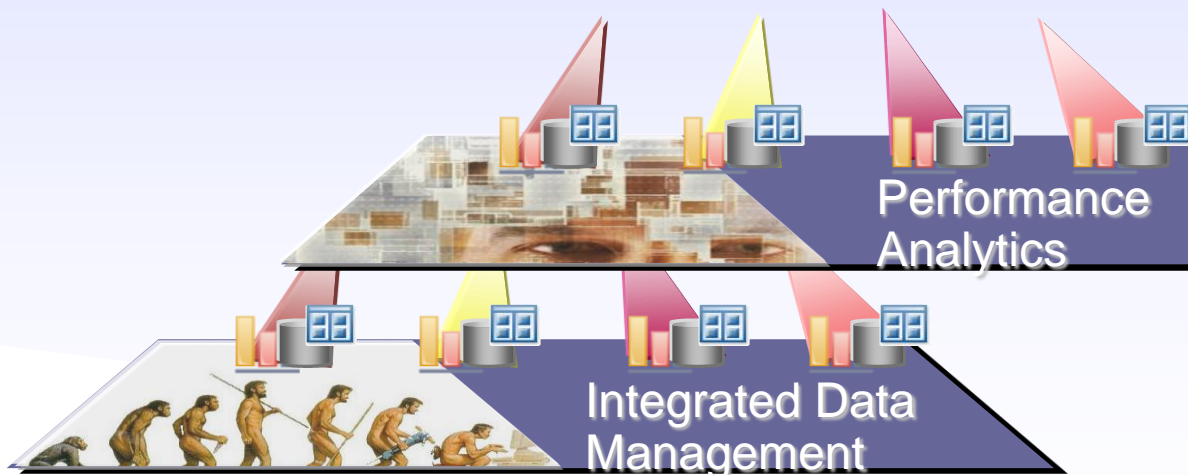 Performance
Analytics
Integrated Data
Management